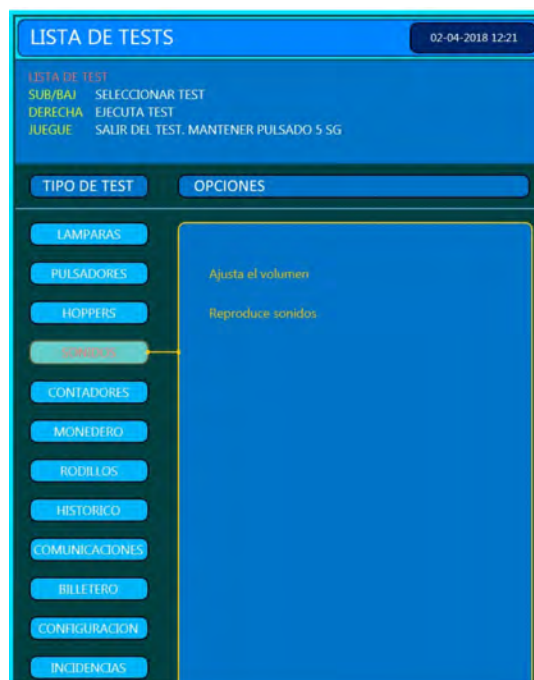 LISTA DE TESTS
02-04-2018 12:21
LISTA DE TEST
SUB/BAJ SELECCIONAR TEST
DERECHA EJECUTA TEST
JUEGUE SALIR DEL TEST. MANTENER PULSADO 5 SG
TIPO DE TEST OPCIONES
LAMPARAS
PULSADORES Ajusta el volumen
HOPPERS Reproduce sonidos
SONIDOS
CONTADORES
MONEDERO
RODILLOS
HISTORICO
COMUNICACIONES
BILLETERO
CONFIGURACION
INCIDENCIAS